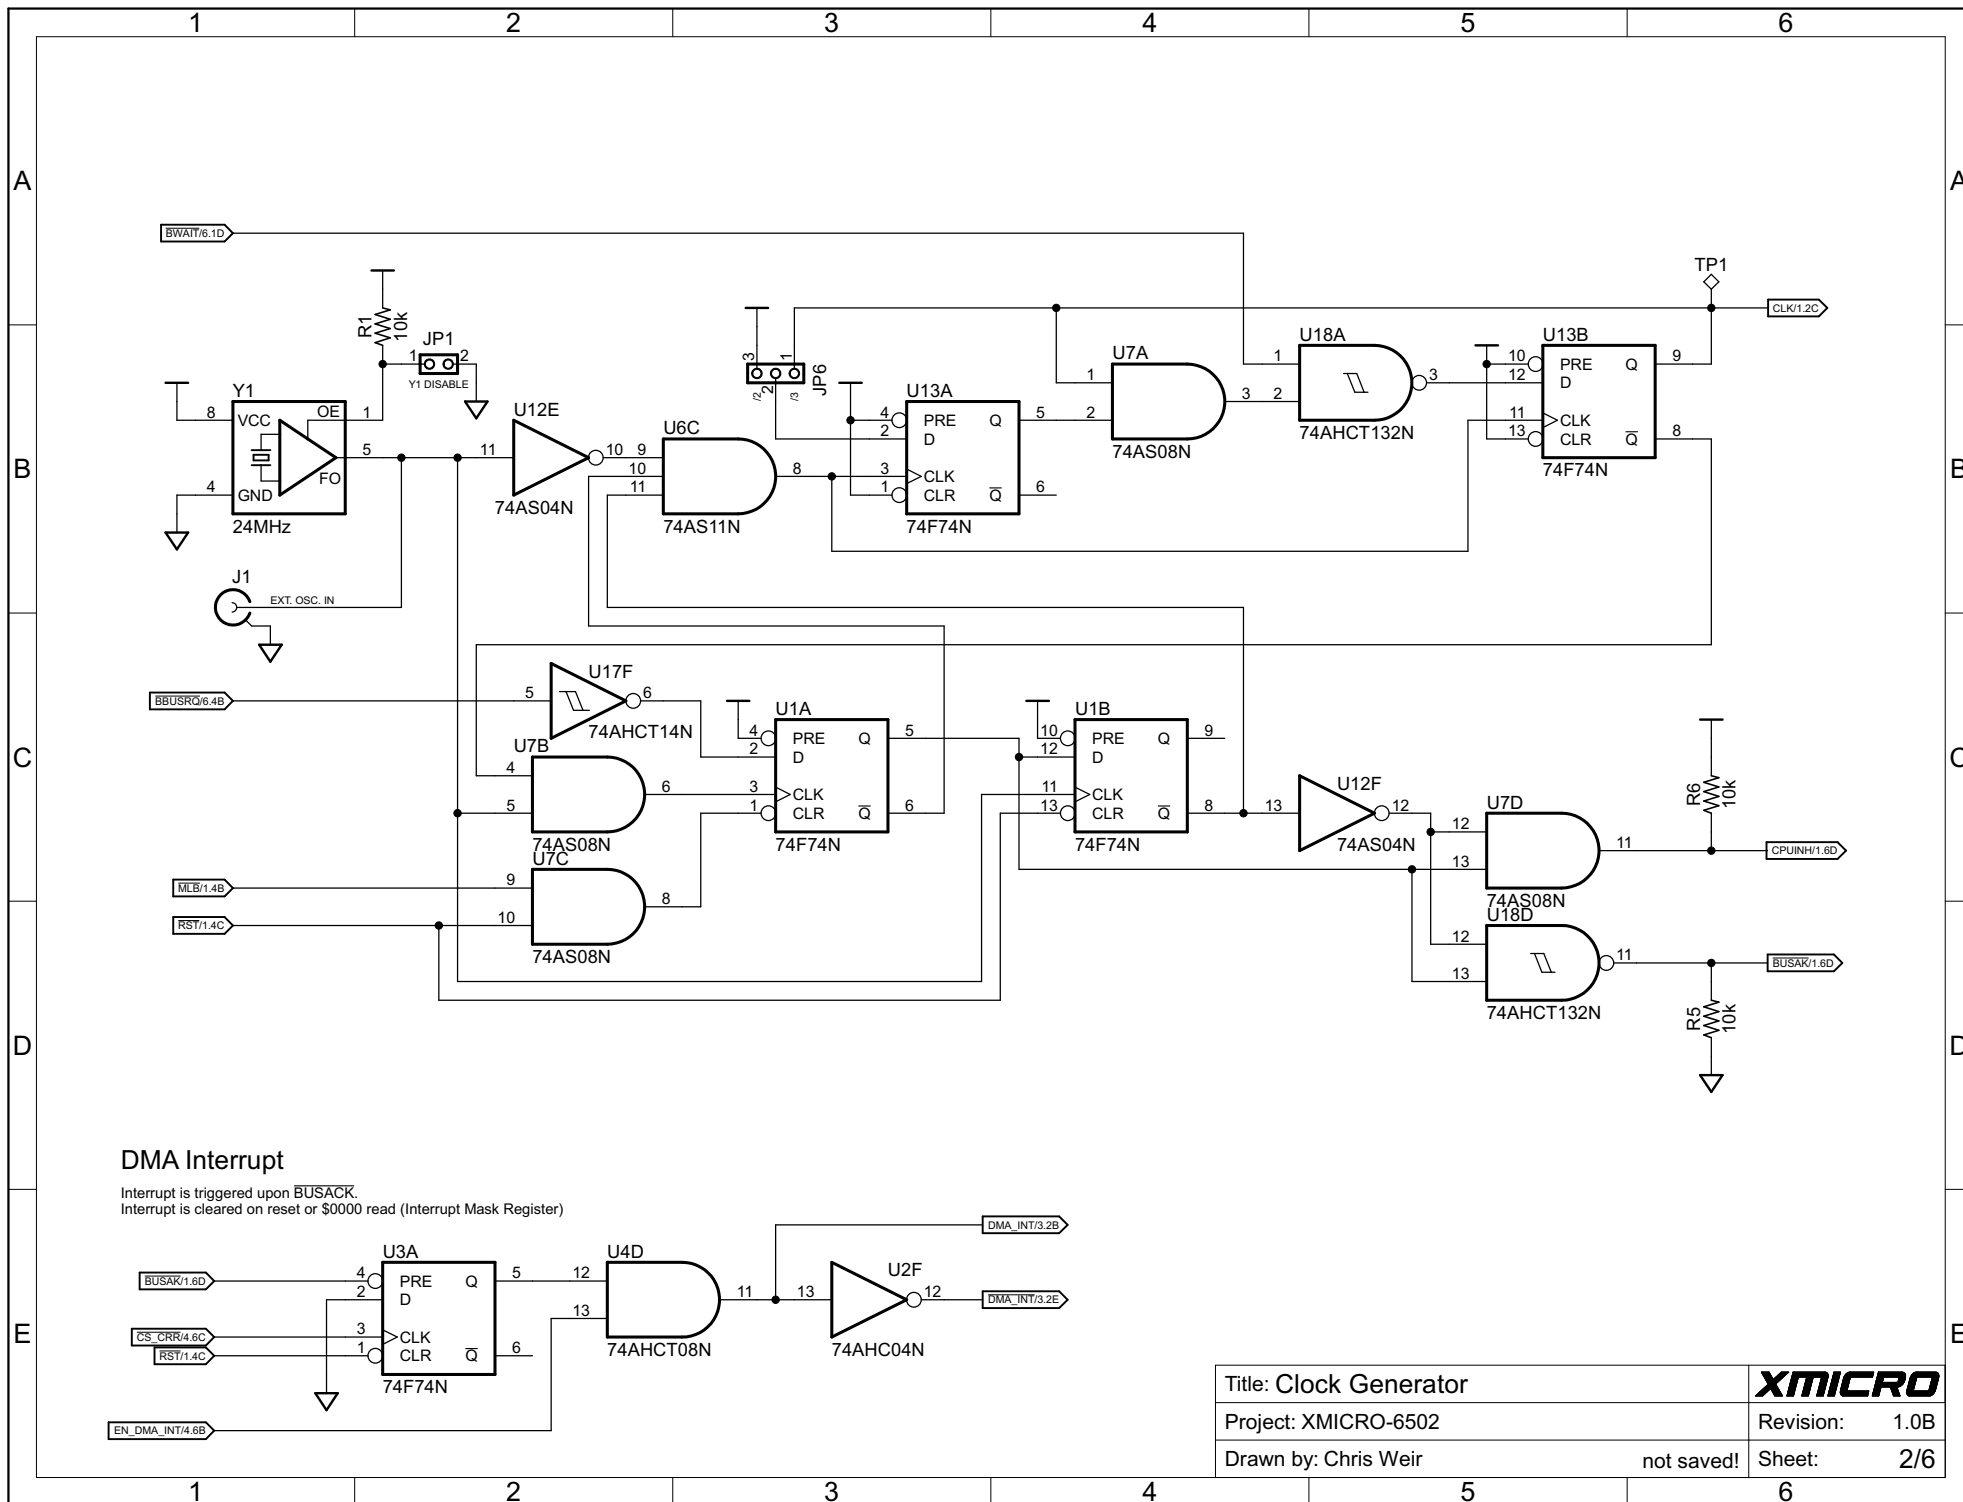 1 2 3 4 5 6
A A
BWAIT/6.1D
TP1
CLK/1.2C
R1 10k
JP1
1 2
Y1 DISABLE
3 1
2
/2 /3
JP6
Y1
8 VCC OE 1
5
FO
4 GND
24MHz
U12E
11 10
74AS04N
U6C
9
10
11
8
74AS11N
U13A
4 PRE Q 5
2 D
3 CLK
1 CLR Q 6
74F74N
U7A
1
2
3
74AS08N
U18A
1
2
3
74AHCT132N
U13B
10 PRE Q 9
12 D
11 CLK
13 CLR Q 8
74F74N
B B
J1
EXT. OSC. IN
BBUSRQ/6.4B
U17F
5 6
74AHCT14N
U7B
4
5
6
74AS08N
U1A
4 PRE Q 5
2 D
3 CLK
1 CLR Q 6
74F74N
U1B
10 PRE Q 9
12 D
11 CLK
13 CLR Q 8
74F74N
U12F
13 12
74AS04N
U7D
12
13
11
74AS08N
R6 10k
CPUINH/1.6D
C C
MLB/1.4B
RST/1.4C
U7C
9
10
8
74AS08N
U18D
12
13
11
74AHCT132N
BUSAK/1.6D
R5 10k
D D
DMA Interrupt
Interrupt is triggered upon BUSACK.
Interrupt is cleared on reset or $0000 read (Interrupt Mask Register)
BUSAK/1.6D
CS_CRR/4.6C
RST/1.4C
EN_DMA_INT/4.6B
U3A
4 PRE Q 5
2 D
3 CLK
1 CLR Q 6
74F74N
U4D
12
13
11
74AHCT08N
U2F
13 12
74AHC04N
DMA_INT/3.2B
DMA_INT/3.2E
E E
Title: Clock Generator
XMICRO
Project: XMICRO-6502
Revision: 1.0B
Drawn by: Chris Weir
not saved!
Sheet: 2/6
1 2 3 4 5 6